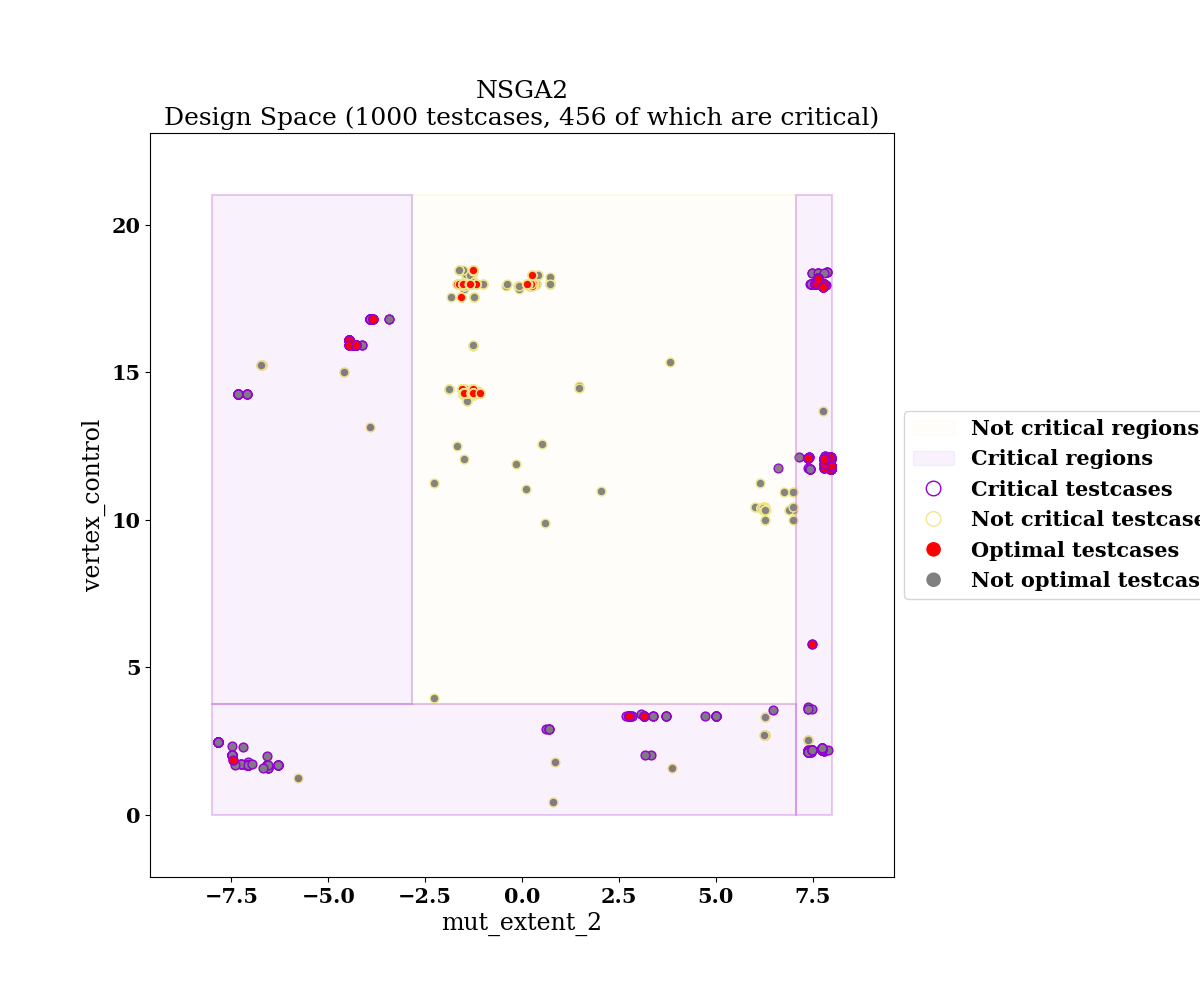 NSGA2
Design Space (1000 testcases, 456 of which are critical)
20
15
10
5
0
vertex_control
−7.5
−5.0
−2.5
0.0
2.5
5.0
7.5
mut_extent_2
Not critical regions
Critical regions
Critical testcases
Not critical testcase
Optimal testcases
Not optimal testcas